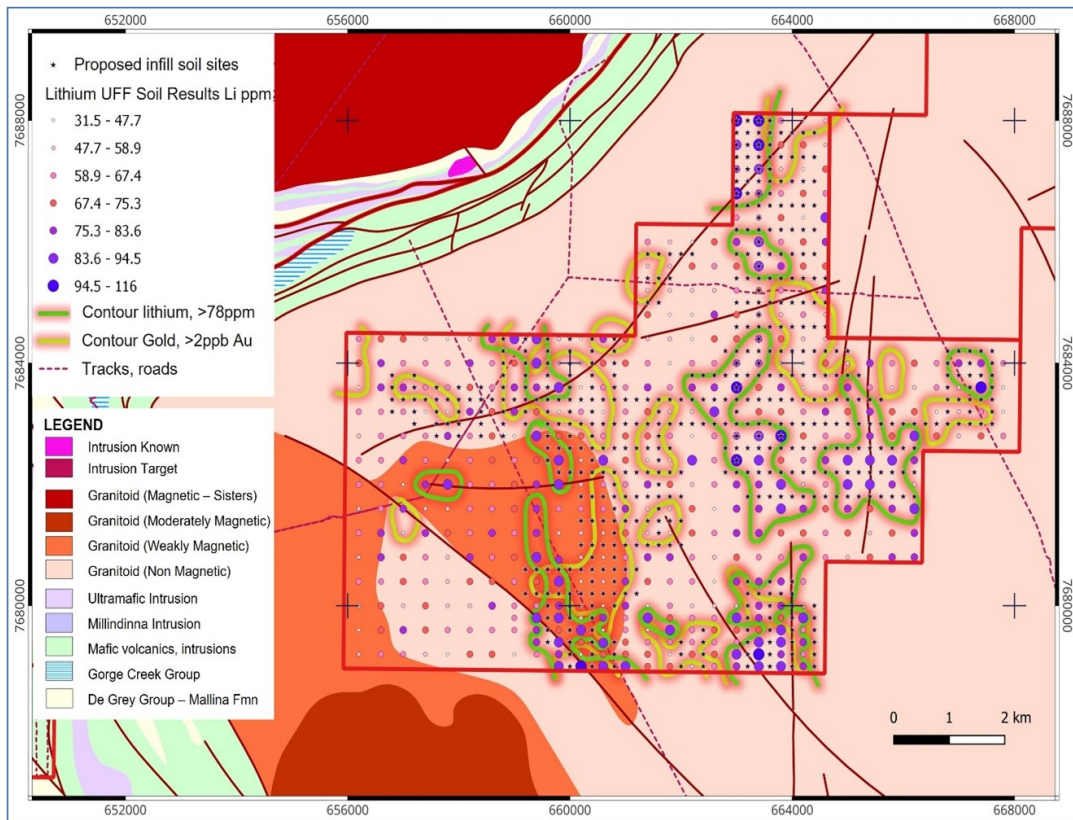 652000 656000 660000 664000 668000
Proposed infill soil sites
Lithium UFF Soil Results Li ppm
31.5 - 47.7
47.7 - 58.9
58.9 - 67.4
67.4 - 75.3
75.3 - 83.6
83.6 - 94.5
94.5 - 116
Contour lithium, >78ppm
Contour Gold, >2ppb Au
Tracks, roads
LEGEND
Intrusion Known
Intrusion Target
Granitoid (Magnetic – Sisters)
Granitoid (Moderately Magnetic)
Granitoid (Weakly Magnetic)
Granitoid (Non Magnetic)
Ultramafic Intrusion
Millindinna Intrusion
Mafic volcanics, intrusions
Gorge Creek Group
De Grey Group – Mallina Fmn
7688000
7684000
7680000
7688000
7684000
7680000
0 1 2 km
652000 656000 660000 664000 668000